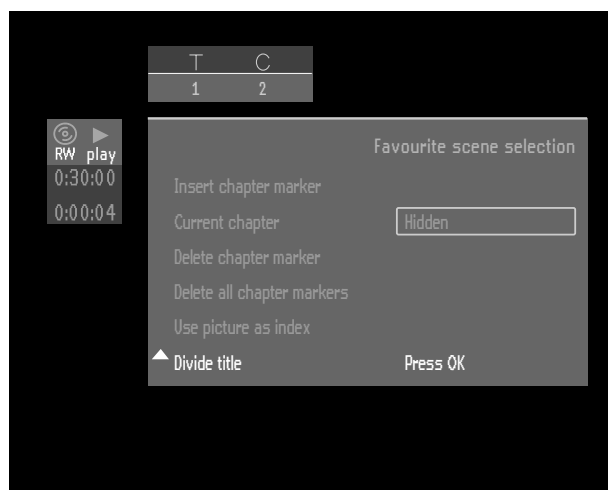 T C
1 2
RW play
0:30:00
0:00:04
Favourite scene selection
Insert chapter marker
Current chapter Hidden
Delete chapter marker
Delete all chapter markers
Use picture as index
Divide title Press OK